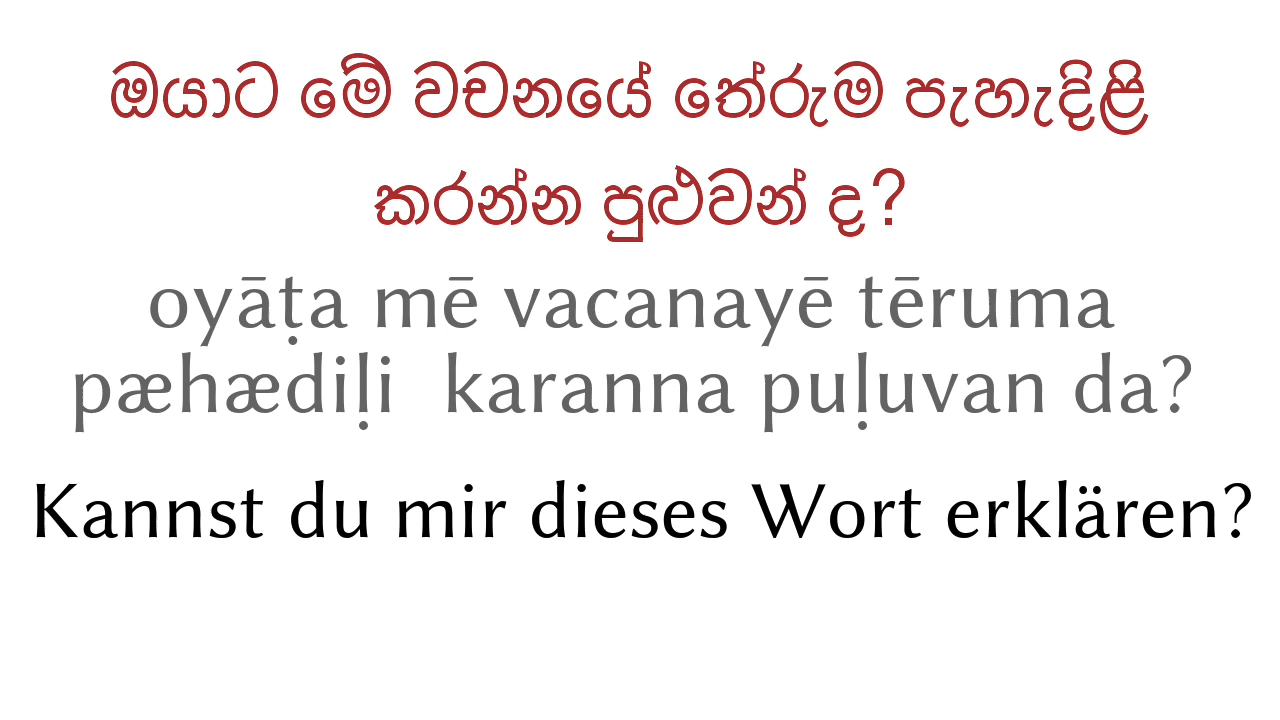 ඔයාට මේ වචනයේ තේරුම පැහැදිළි
කරන්න පුළුවන් ද?
oyāṭa mē vacanayē tēruma
pæhædiḷi  karanna puḷuvan da?
Kannst du mir dieses Wort erklären?